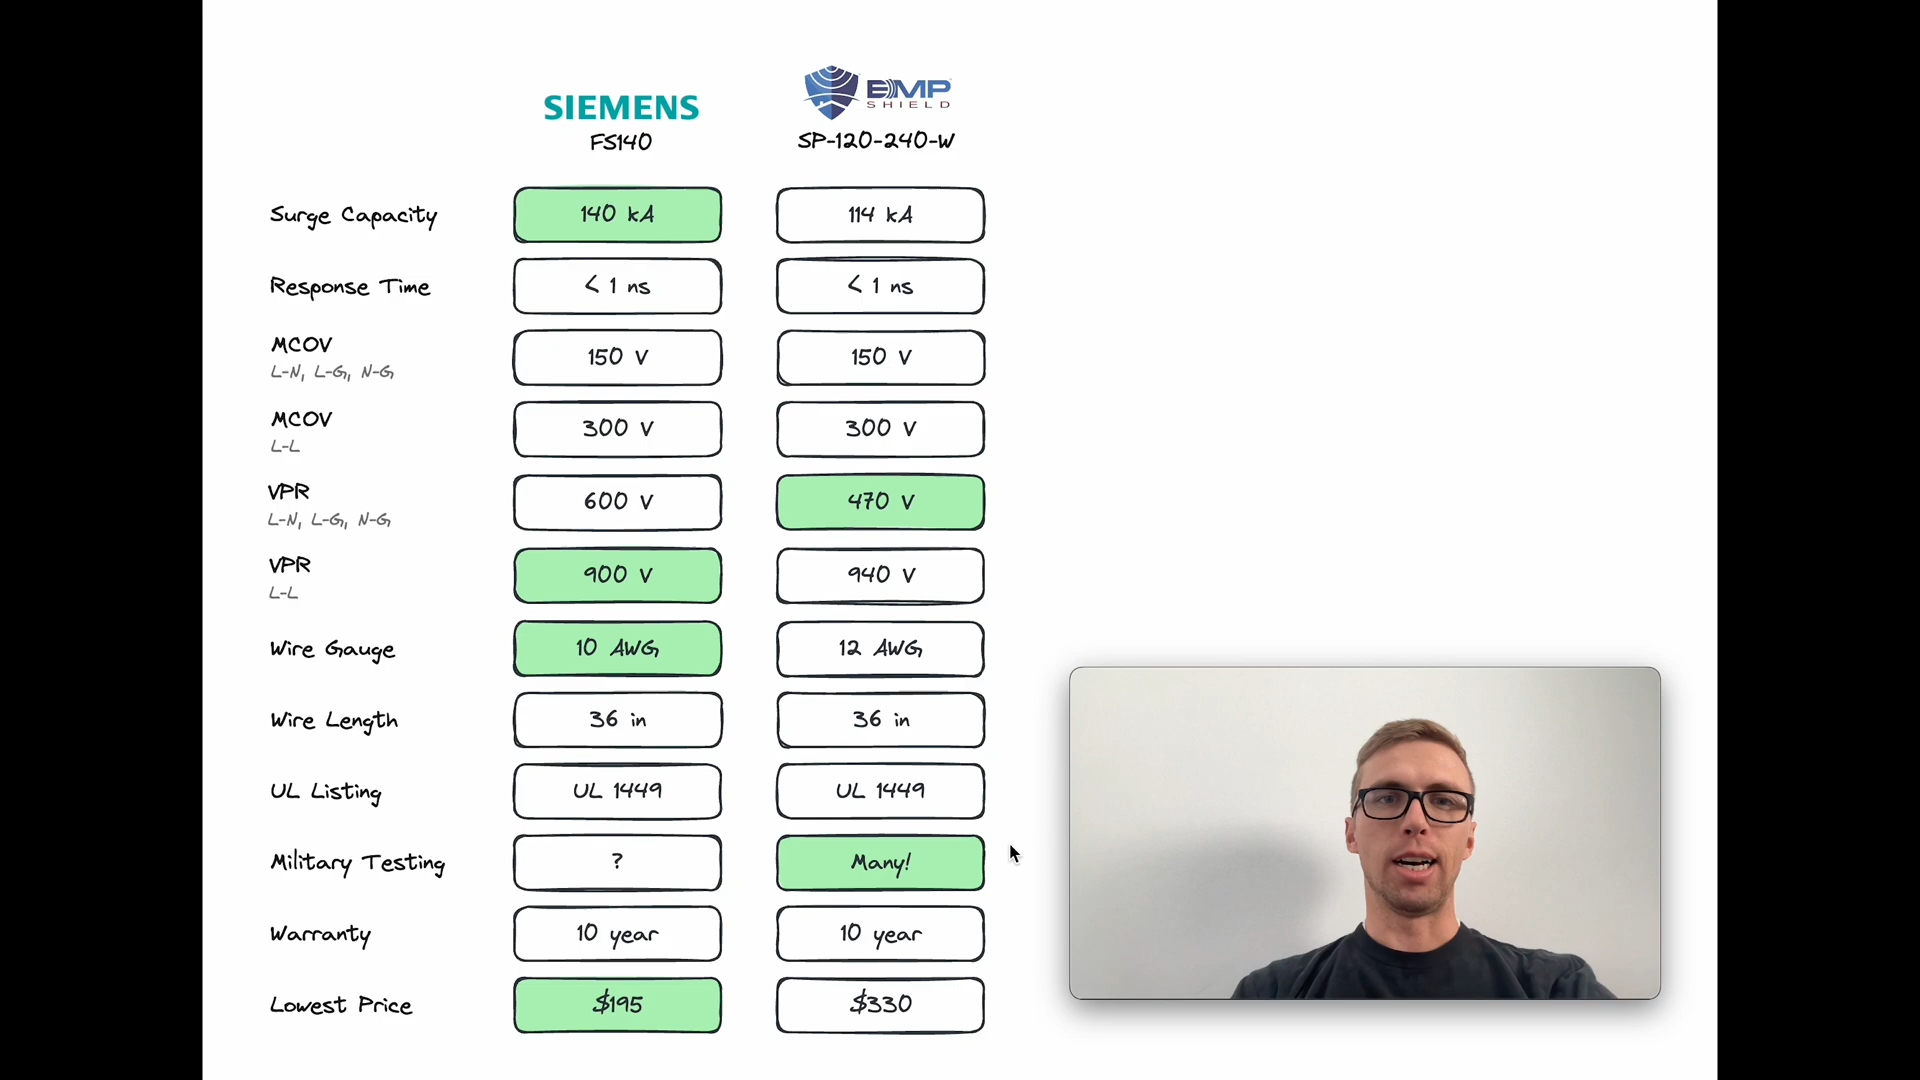 SIEMENS
FS140
EMP
SHIELD
SP-120-240-W
Surge Capacity
140 kA
114 kA
Response Time
< 1 ns
< 1 ns
MCOV
L-N, L-G, N-G
150 V
150 V
MCOV
L-L
300 V
300 V
VPR
L-N, L-G, N-G
600 V
470 V
VPR
L-L
900 V
940 V
Wire Gauge
10 AWG
12 AWG
Wire Length
36 in
36 in
UL Listing
UL 1449
UL 1449
Military Testing
?
Many!
Warranty
10 year
10 year
Lowest Price
$195
$330